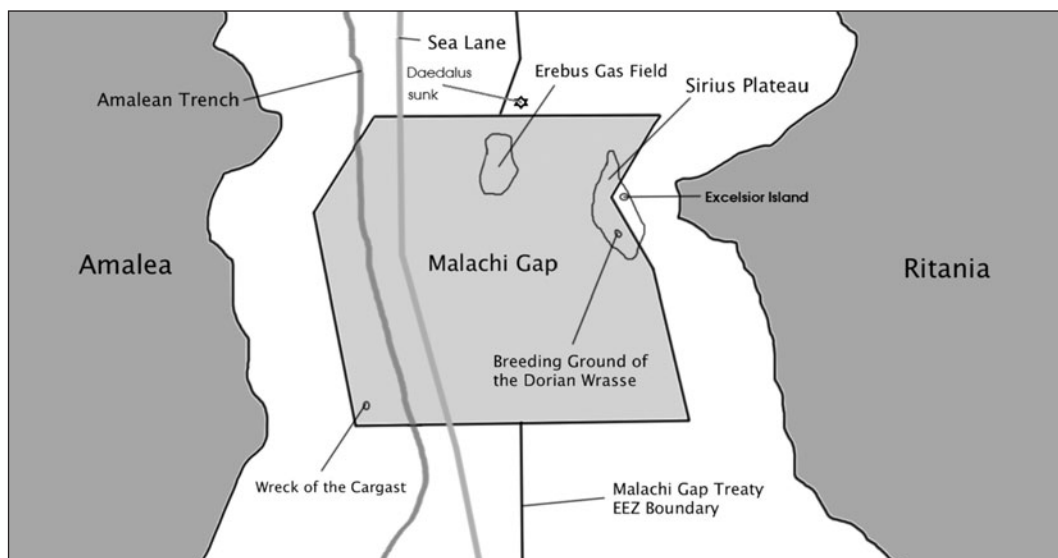 Sea Lane
Daedalus
sunk
Erebus Gas Field
Sirius Plateau
Amalean Trench
Excelsior Island
Amalea
Malachi Gap
Ritania
Breeding Ground of
the Dorian Wrasse
Wreck of the Cargast
Malachi Gap Treaty
EEZ Boundary